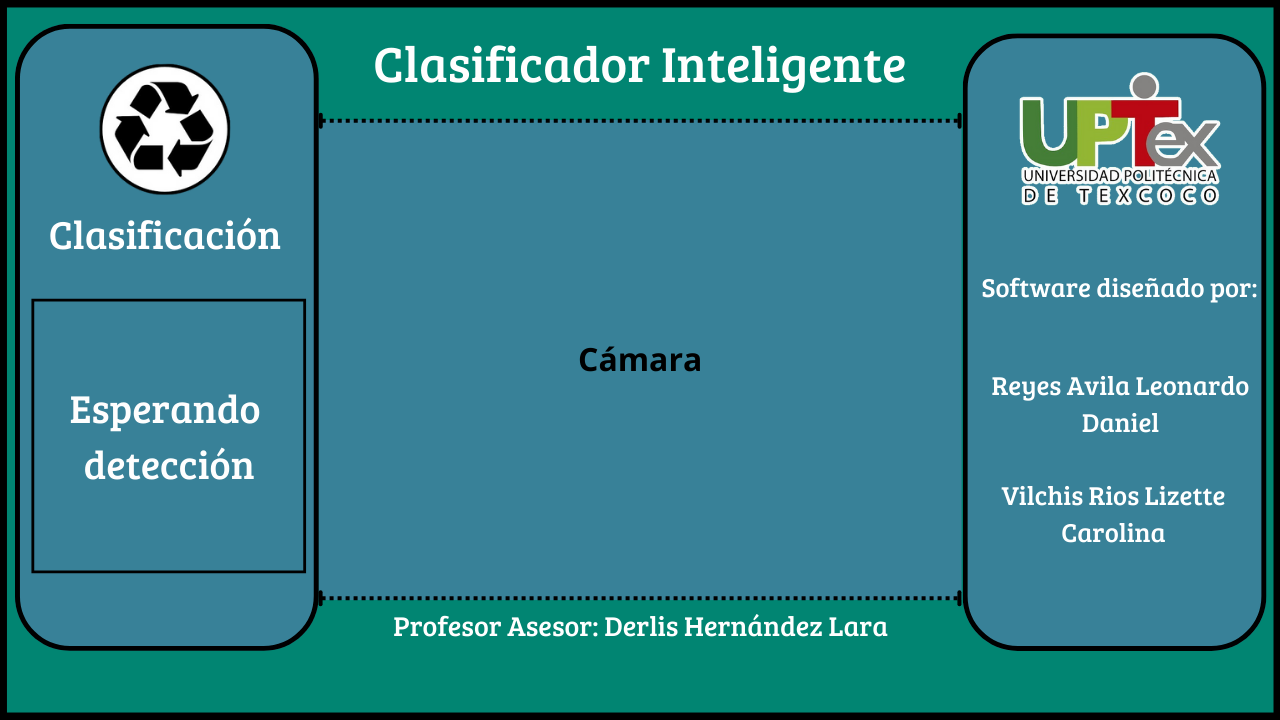 Clasificador Inteligente
Clasificación
Esperando
detección
Cámara
UPTex
UNIVERSIDAD POLITÉCNICA
DE TEXCOCO
Software diseñado por:
Reyes Avila Leonardo
Daniel
Vilchis Rios Lizette
Carolina
Profesor Asesor: Derlis Hernández Lara